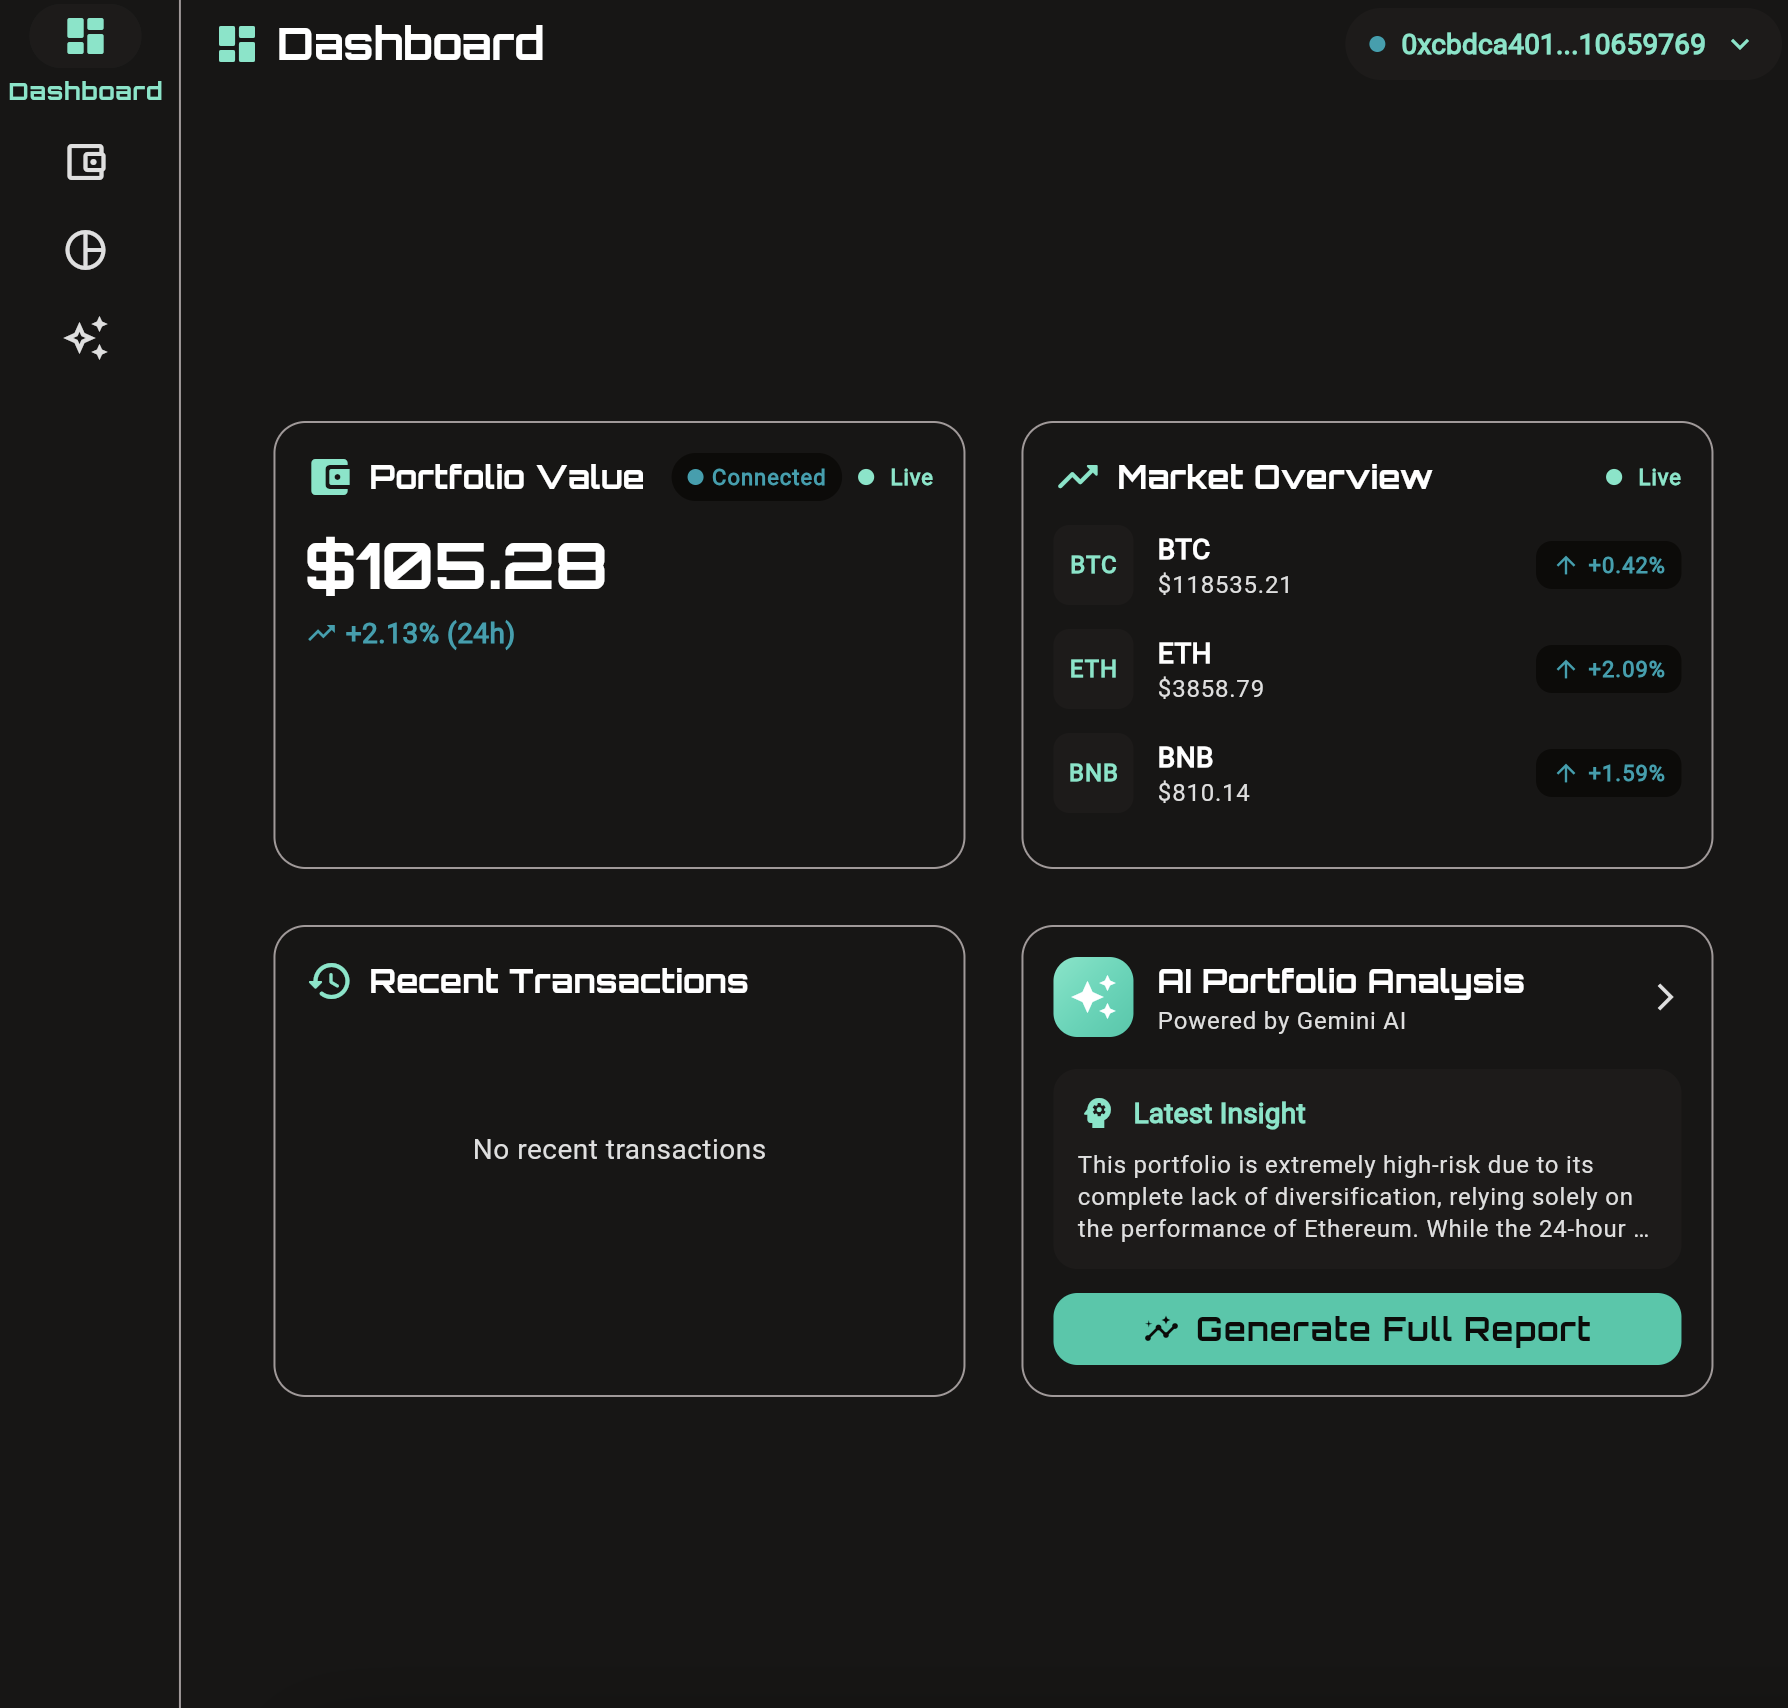 Dashboard
Dashboard
0xcbdca401...10659769
Portfolio Value
Connected
Live
$105.28
+2.13% (24h)
Market Overview
Live
BTC
BTC
$118535.21
+0.42%
ETH
ETH
$3858.79
+2.09%
BNB
BNB
$810.14
+1.59%
Recent Transactions
No recent transactions
AI Portfolio Analysis
Powered by Gemini AI
Latest Insight
This portfolio is extremely high-risk due to its
complete lack of diversification, relying solely on
the performance of Ethereum. While the 24-hour ...
Generate Full Report